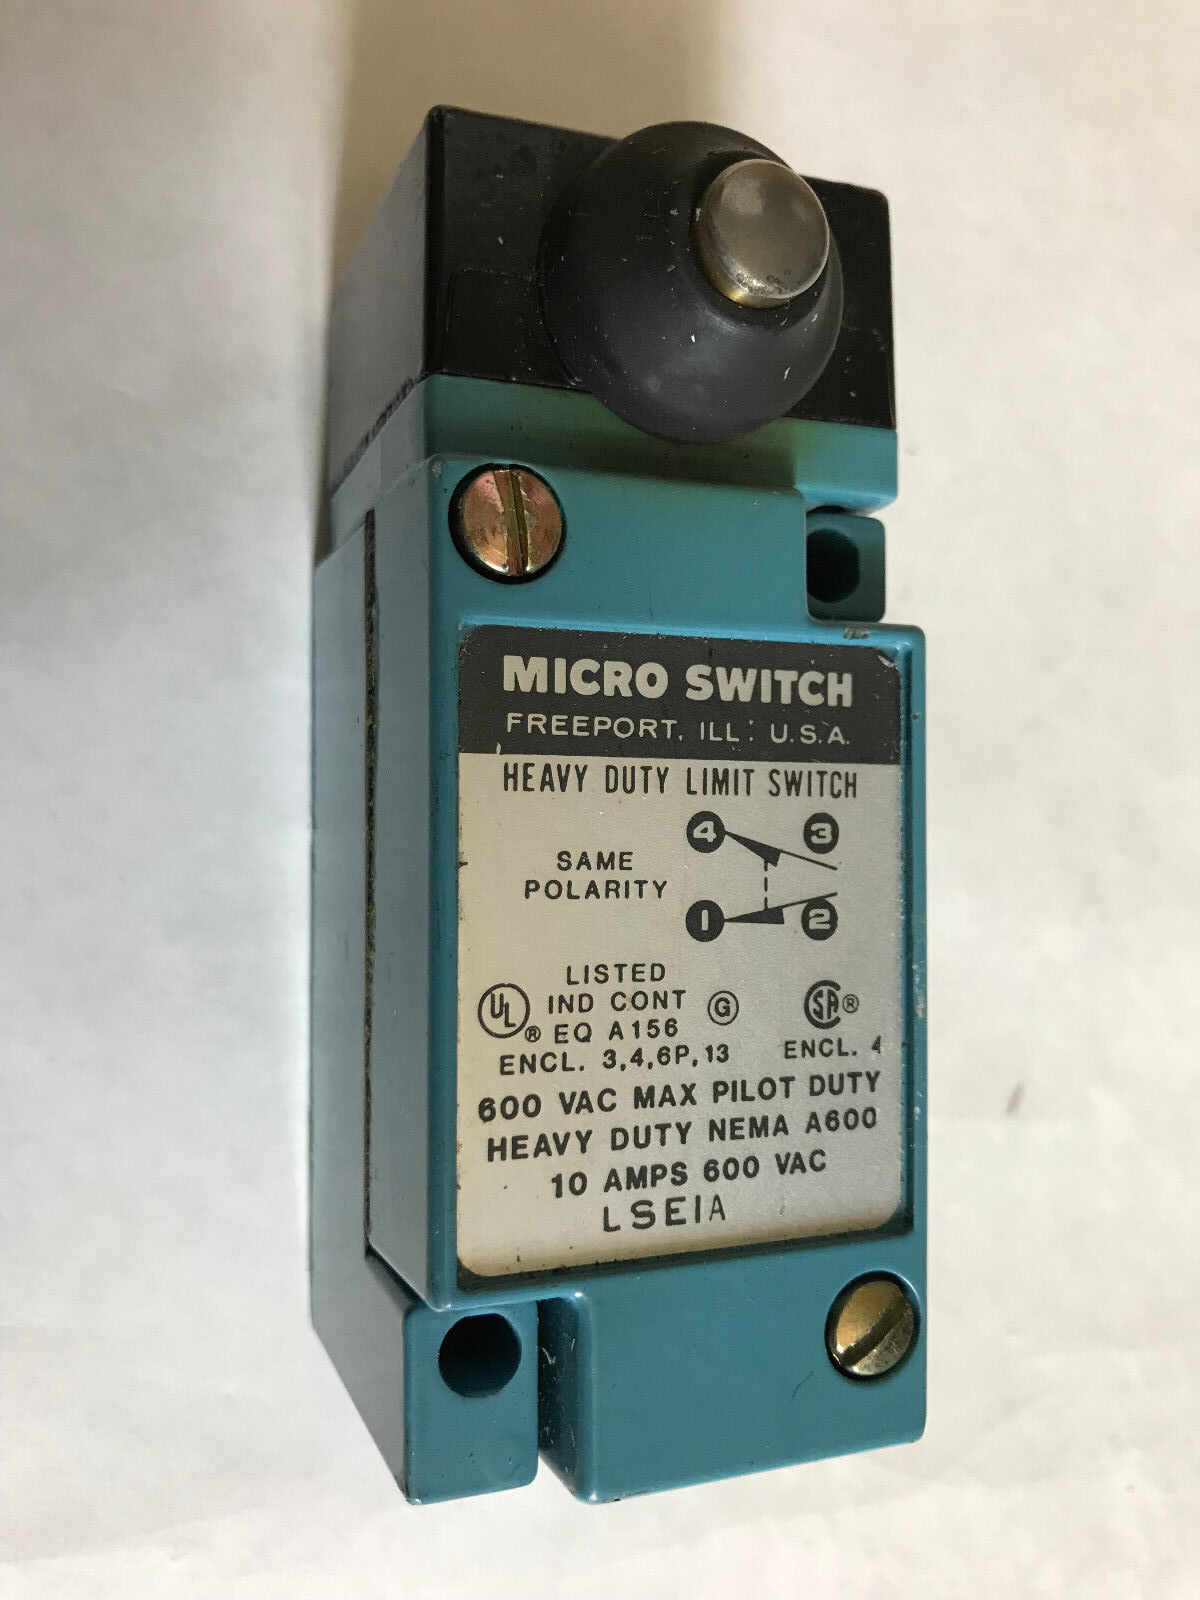 MICRO SWITCH
FREEPORT, ILL. U.S.A.
HEAVY DUTY LIMIT SWITCH
4 3
SAME
POLARITY
1 2
LISTED
UL® IND CONT G SA®
EQ A156
ENCL. 3,4,6P,13 ENCL. 4
600 VAC MAX PILOT DUTY
HEAVY DUTY NEMA A600
10 AMPS 600 VAC
LSE1A